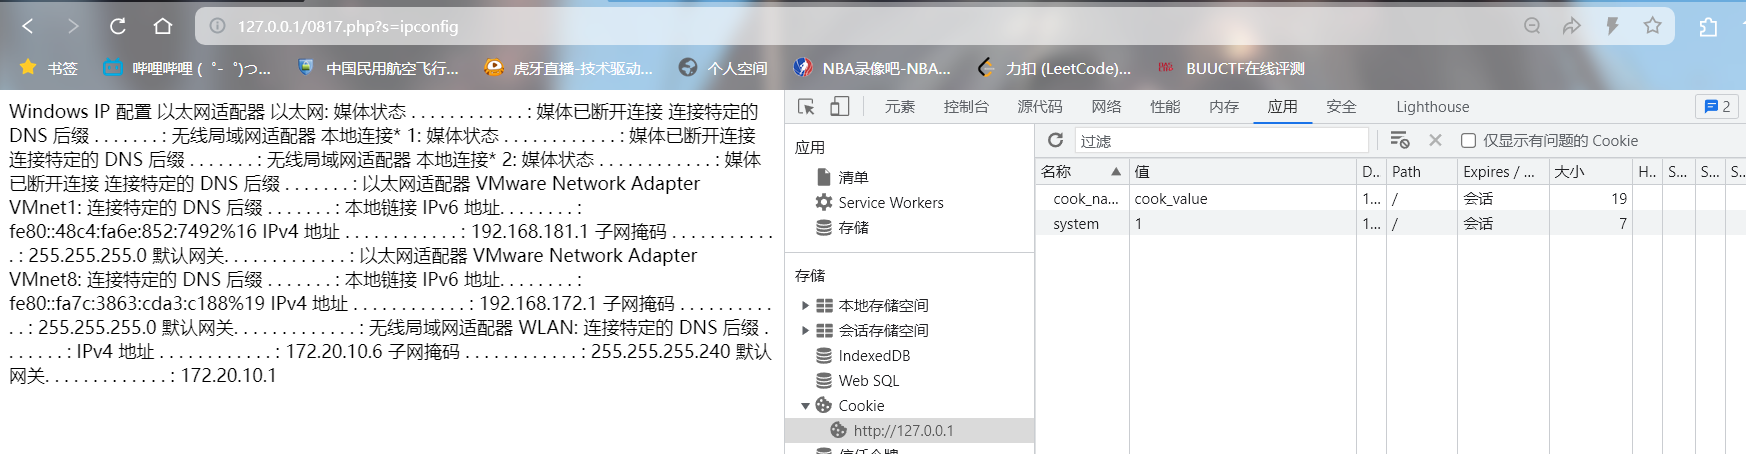 127.0.0.1/0817.php?s=ipconfig
书签 哔哩哔哩 ( ゜- ゜)つ... 中国民用航空飞行... 虎牙直播-技术驱动... 个人空间 NBA录像吧-NBA... 力扣 (LeetCode)... BUUCTF在线评测
Windows IP 配置 以太网适配器 以太网: 媒体状态 . . . . . . . . . . . . : 媒体已断开连接 连接特定的
DNS 后缀 . . . . . . . : 无线局域网适配器 本地连接* 1: 媒体状态 . . . . . . . . . . . . : 媒体已断开连接
连接特定的 DNS 后缀 . . . . . . . : 无线局域网适配器 本地连接* 2: 媒体状态 . . . . . . . . . . . . : 媒体
已断开连接 连接特定的 DNS 后缀 . . . . . . . : 以太网适配器 VMware Network Adapter
VMnet1: 连接特定的 DNS 后缀 . . . . . . . : 本地链接 IPv6 地址. . . . . . . . :
fe80::48c4:fa6e:852:7492%16 IPv4 地址 . . . . . . . . . . . . : 192.168.181.1 子网掩码 . . . . . . . . . . .
. : 255.255.255.0 默认网关. . . . . . . . . . . . . : 以太网适配器 VMware Network Adapter
VMnet8: 连接特定的 DNS 后缀 . . . . . . . : 本地链接 IPv6 地址. . . . . . . . :
fe80::fa7c:3863:cda3:c188%19 IPv4 地址 . . . . . . . . . . . . : 192.168.172.1 子网掩码 . . . . . . . . . .
. . : 255.255.255.0 默认网关. . . . . . . . . . . . . : 无线局域网适配器 WLAN: 连接特定的 DNS 后缀 .
. . . . . . : IPv4 地址 . . . . . . . . . . . . : 172.20.10.6 子网掩码 . . . . . . . . . . . . : 255.255.255.240 默认
网关. . . . . . . . . . . . . : 172.20.10.1
元素 控制台 源代码 网络 性能 内存 应用 安全 Lighthouse 2
应用
清单
Service Workers
存储
存储
本地存储空间
会话存储空间
IndexedDB
Web SQL
Cookie
http://127.0.0.1
过滤 仅显示有问题的 Cookie
名称 值 D.. Path Expires / ... 大小 H.. S... S... S..
cook_na... cook_value 1... / 会话 19
system 1 1... / 会话 7